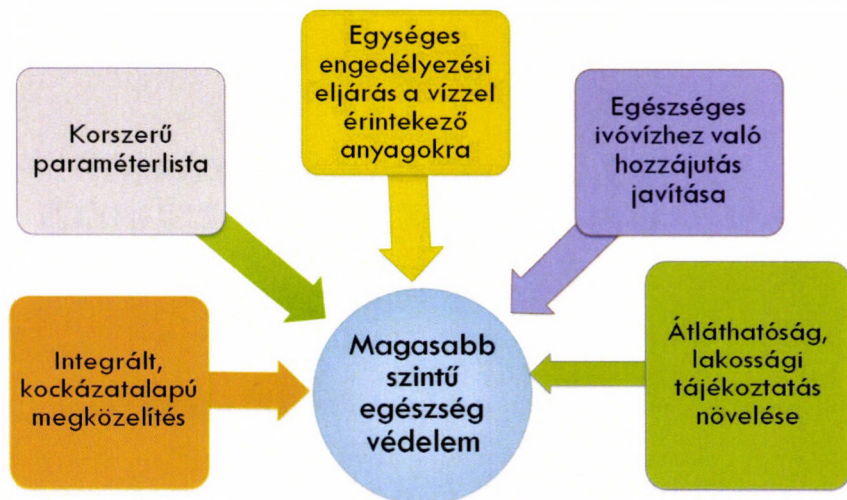 Egységes
engedélyezési
eljárás a vízzel
érintekező
anyagokra
Korszerű
paraméterlista
Egészséges
ivóvízhez való
hozzájutás
javítása
Integrált,
kockázatalapú
megközelítés
Magasabb
szintű
egészség
védelem
Átláthatóság,
lakossági
tájékoztatás
növelése